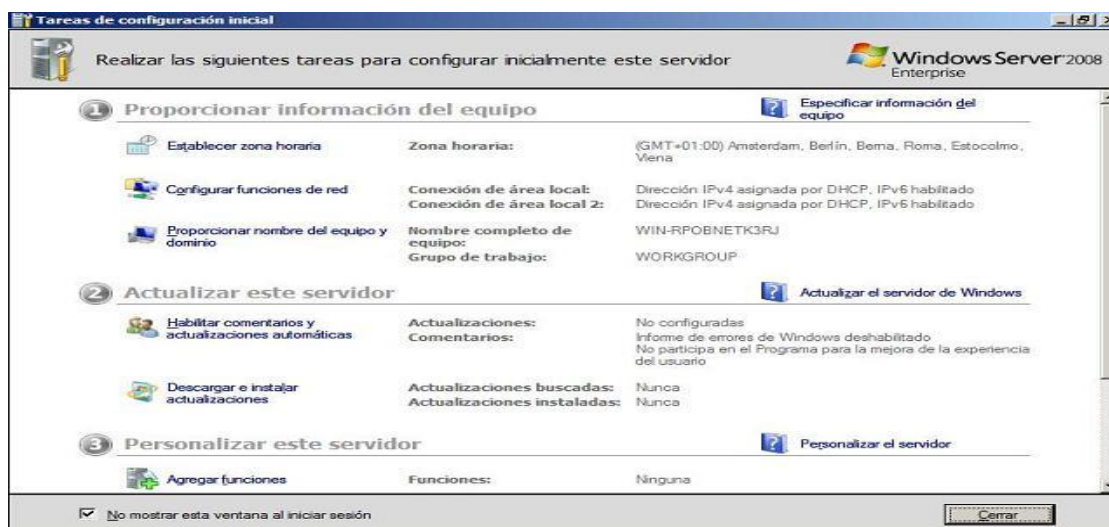 Tareas de configuración inicial
Realizar las siguientes tareas para configurar inicialmente este servidor
Windows Server 2008
Enterprise
1 Proporcionar información del equipo
Especificar información del
equipo
Establecer zona horaria
Zona horaria:
(GMT+01:00) Amsterdam, Berlín, Berna, Roma, Estocolmo,
Viena
Configurar funciones de red
Conexión de área local:
Dirección IPv4 asignada por DHCP, IPv6 habilitado
Conexión de área local 2:
Dirección IPv4 asignada por DHCP, IPv6 habilitado
Proporcionar nombre del equipo y
dominio
Nombre completo de
equipo:
WIN-RPOBNETK3RJ
Grupo de trabajo:
WORKGROUP
2 Actualizar este servidor
Actualizar el servidor de Windows
Habilitar comentarios y
actualizaciones automáticas
Actualizaciones:
No configuradas
Comentarios:
Informe de errores de Windows deshabilitado
No participa en el Programa para la mejora de la experiencia
del usuario
Descargar e instalar
actualizaciones
Actualizaciones buscadas:
Nunca
Actualizaciones instaladas:
Nunca
3 Personalizar este servidor
Personalizar el servidor
Agregar funciones
Funciones:
Ninguna
No mostrar esta ventana al iniciar sesión
Cerrar